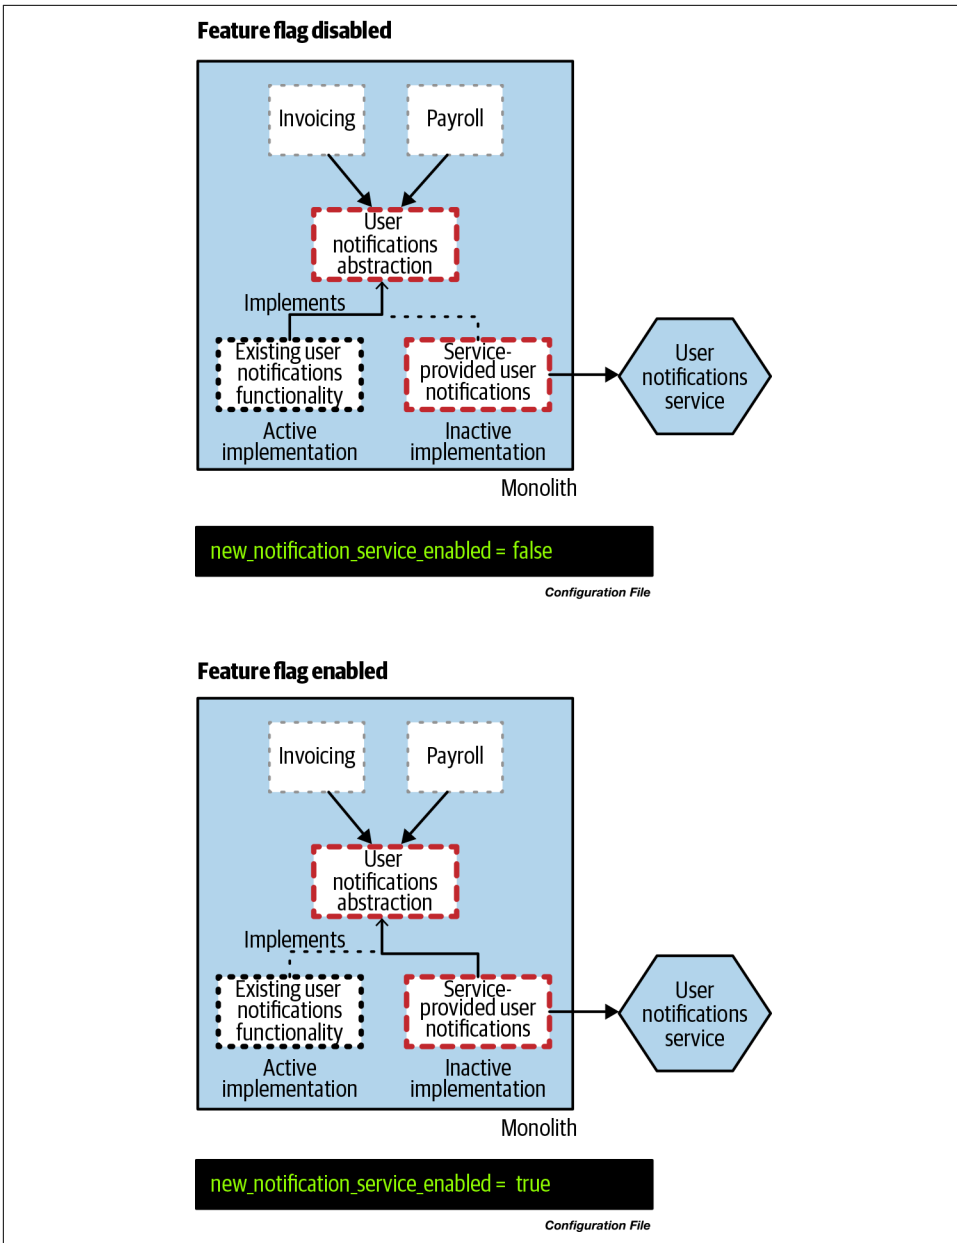 Feature flag disabled
Invoicing
Payroll
User
notifications
abstraction
Implements
Existing user
notifications
functionality
Service-
provided user
notifications
User
notifications
service
Active
implementation
Inactive
implementation
Monolith
new_notification_service_enabled = false
Configuration File
Feature flag enabled
Invoicing
Payroll
User
notifications
abstraction
Implements
Existing user
notifications
functionality
Service-
provided user
notifications
User
notifications
service
Active
implementation
Inactive
implementation
Monolith
new_notification_service_enabled = true
Configuration File